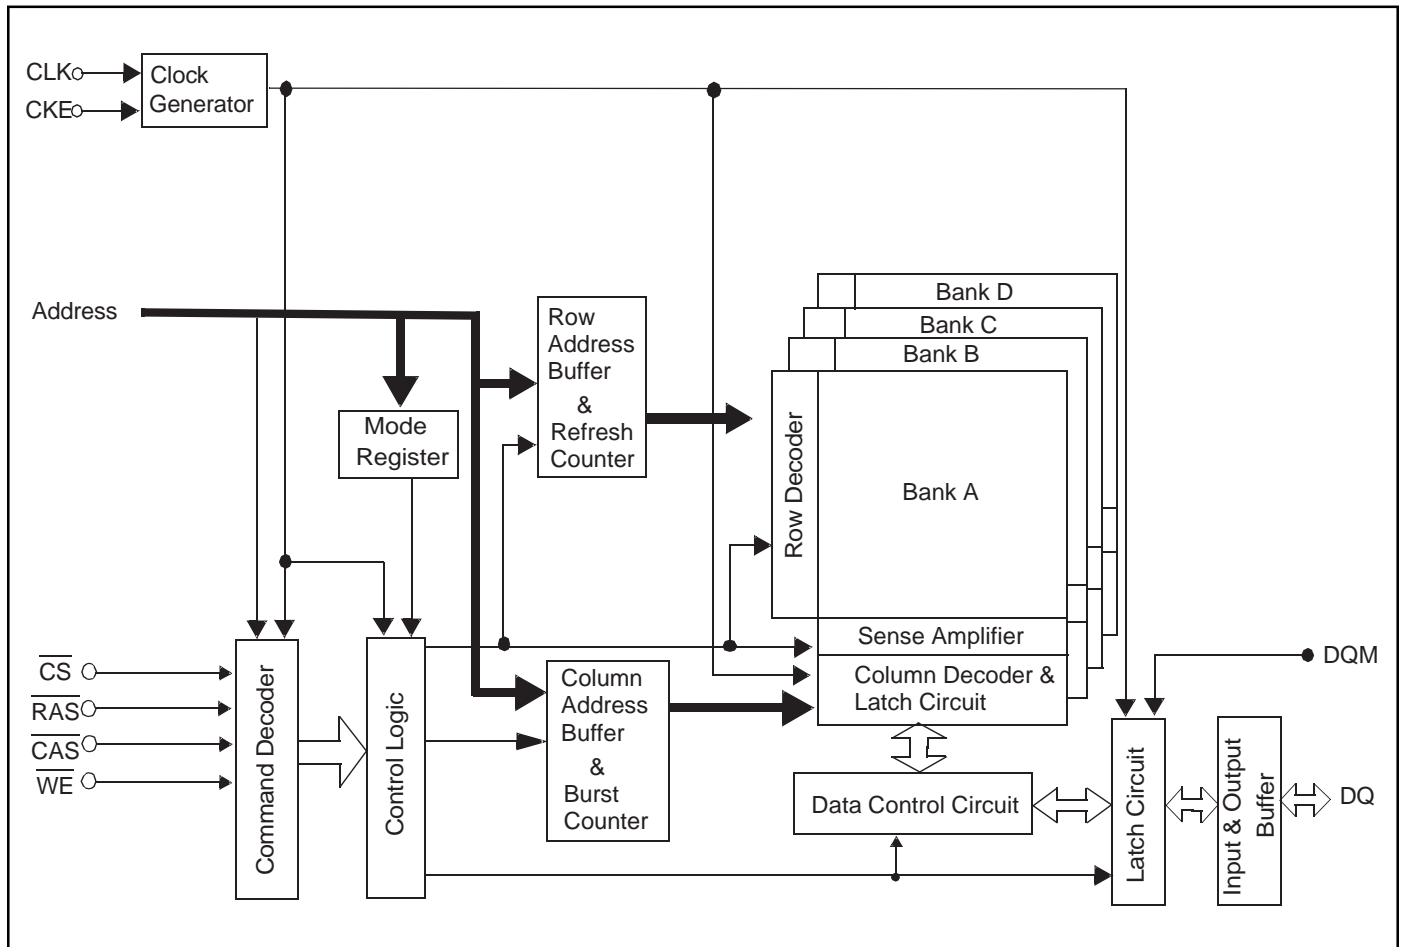 CLK
CKE
Clock
Generator
Address
Row
Address
Buffer
&
Refresh
Counter
Mode
Register
Bank D
Bank C
Bank B
Bank A
Row Decoder
Sense Amplifier
Column Decoder &
Latch Circuit
CS
RAS
CAS
WE
Command Decoder
Control Logic
Column
Address
Buffer
&
Burst
Counter
Data Control Circuit
Latch Circuit
Input & Output
Buffer
DQM
DQ